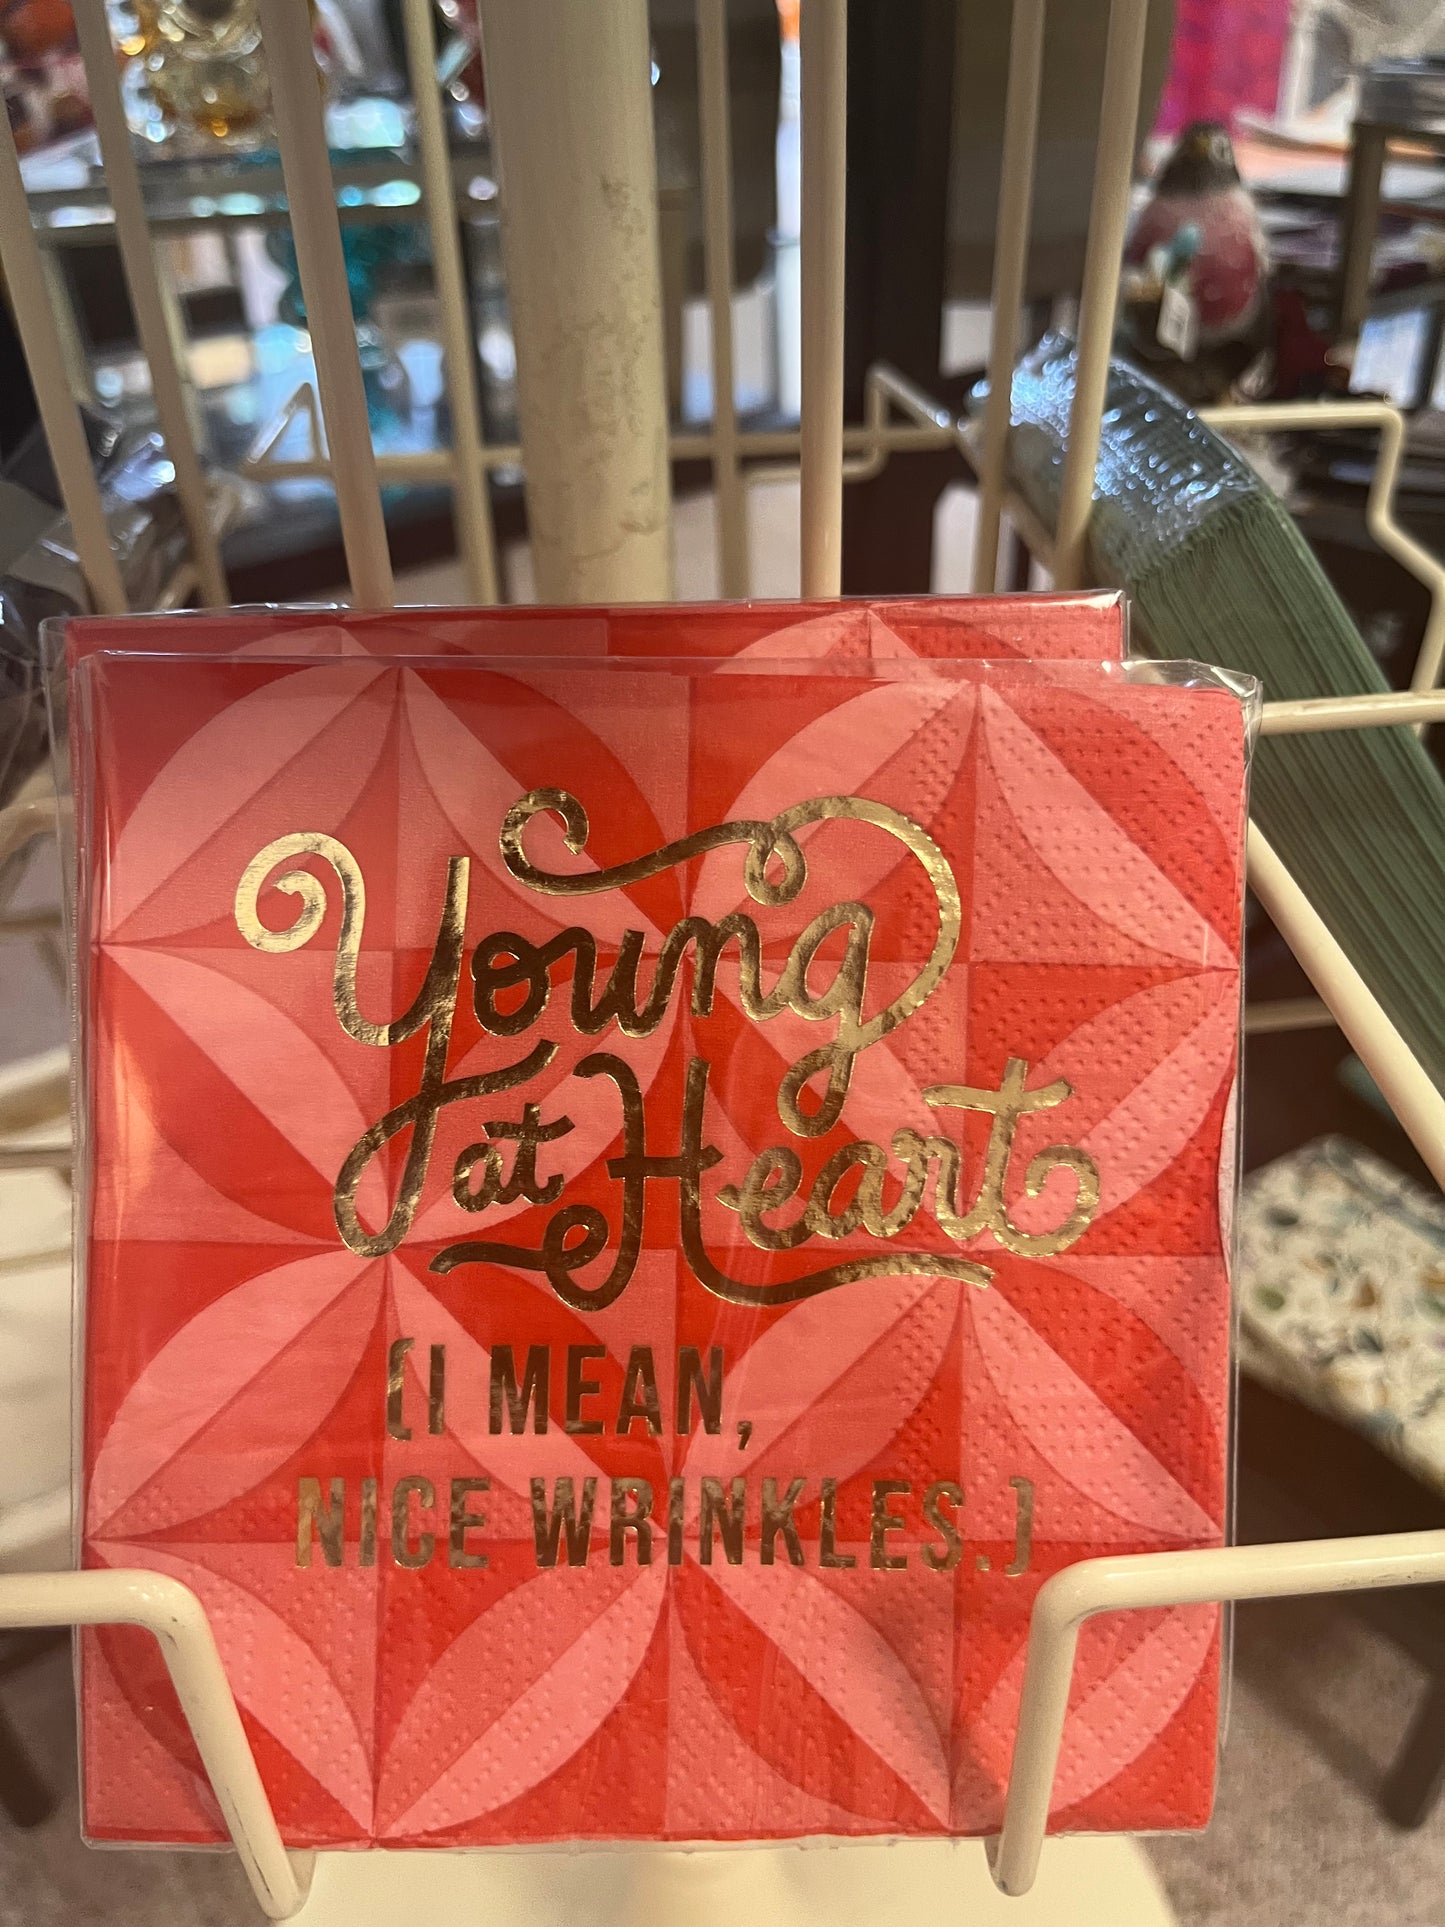 Young
at Heart
(I MEAN,
NICE WRINKLES.)